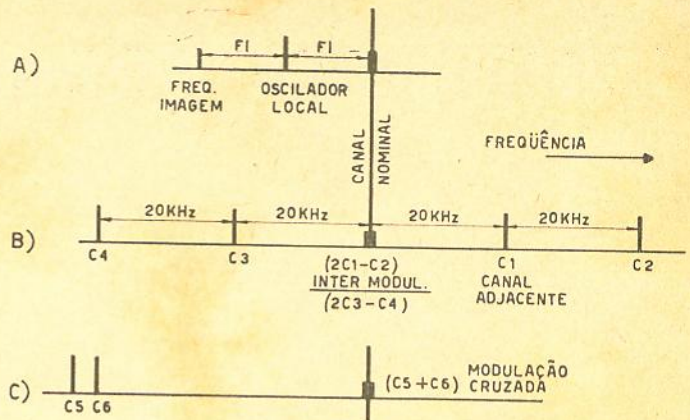 A)
FI FI
FREQ. IMAGEM
OSCILADOR LOCAL
CANAL NOMINAL
FREQÜÊNCIA
B)
20KHz 20KHz 20KHz 20KHz
C4 C3 C1 C2
(2C1-C2)
INTER MODUL.
(2C3-C4)
CANAL ADJACENTE
C)
C5 C6
(C5+C6)
MODULAÇÃO CRUZADA